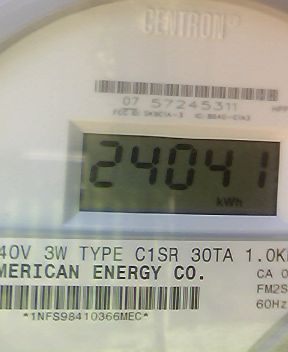 CENTRON®
07 57245311
24041
kWh
40V 3W TYPE C1SR 30TA 1.0K
MERICAN ENERGY CO.
CA 0
FM2S
60Hz
*1NFS98410366MEC*